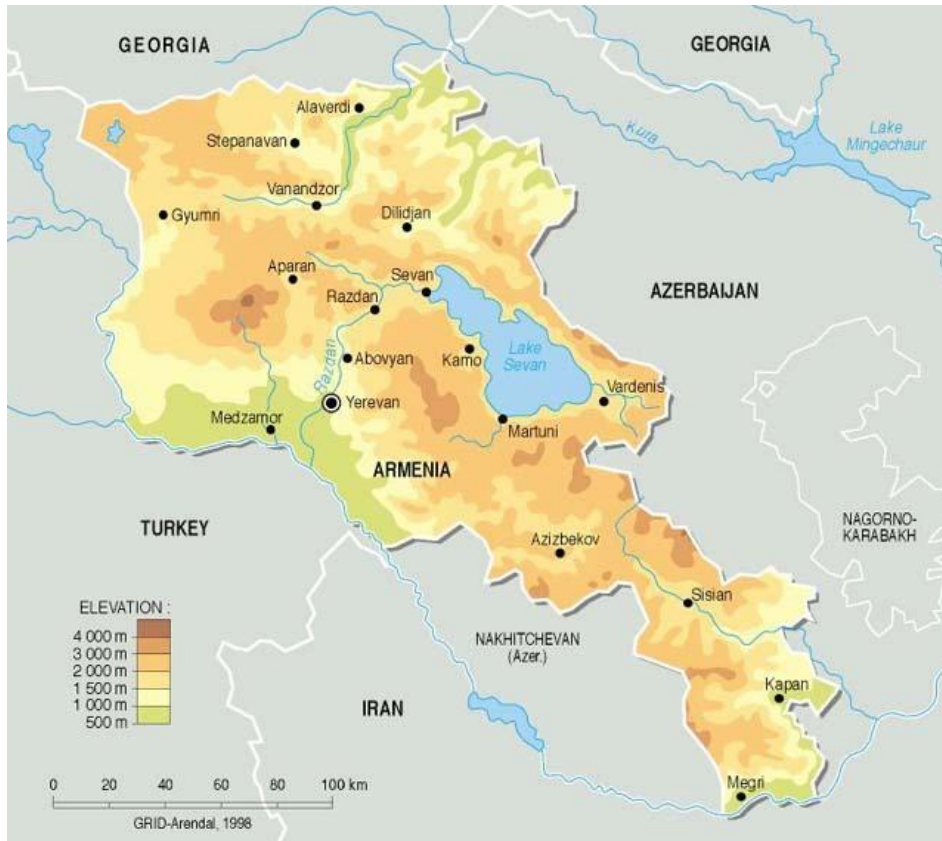 GEORGIA
GEORGIA
Alaverdi
Stepanavan
Kura
Lake
Mingechaur
Vanandzor
Gyumri
Dilidjan
Aparan
Sevan
Razdan
AZERBAIJAN
Razdan
Abovyan
Kamo
Lake
Sevan
Yerevan
Vardenis
Medzamor
Martuni
ARMENIA
TURKEY
NAGORNO-
KARABAKH
Azizbekov
Sisian
ELEVATION :
4 000 m
3 000 m
2 000 m
1 500 m
1 000 m
500 m
NAKHITCHEVAN
(Azer.)
IRAN
Kapan
Megri
0 20 40 60 80 100 km
GRID-Arendal, 1998